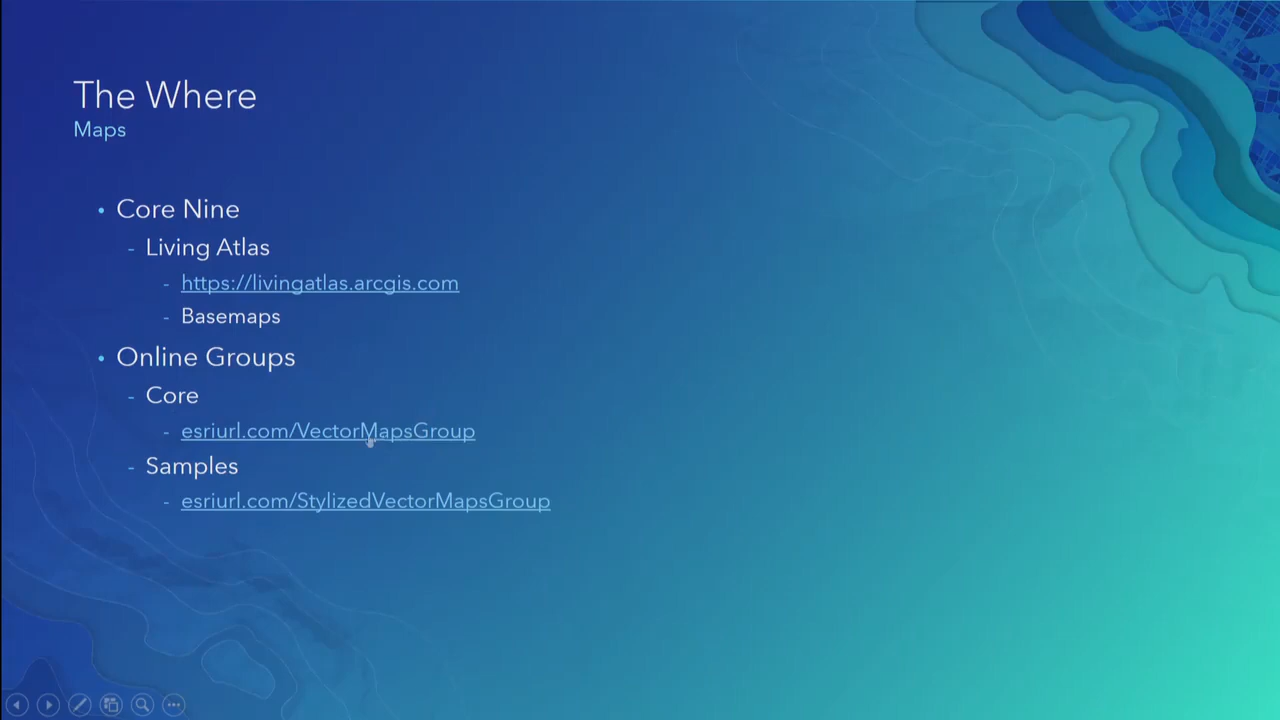 The Where
Maps
• Core Nine
- Living Atlas
- https://livingatlas.arcgis.com
- Basemaps
• Online Groups
- Core
- esriurl.com/VectorMapsGroup
- Samples
- esriurl.com/StylizedVectorMapsGroup